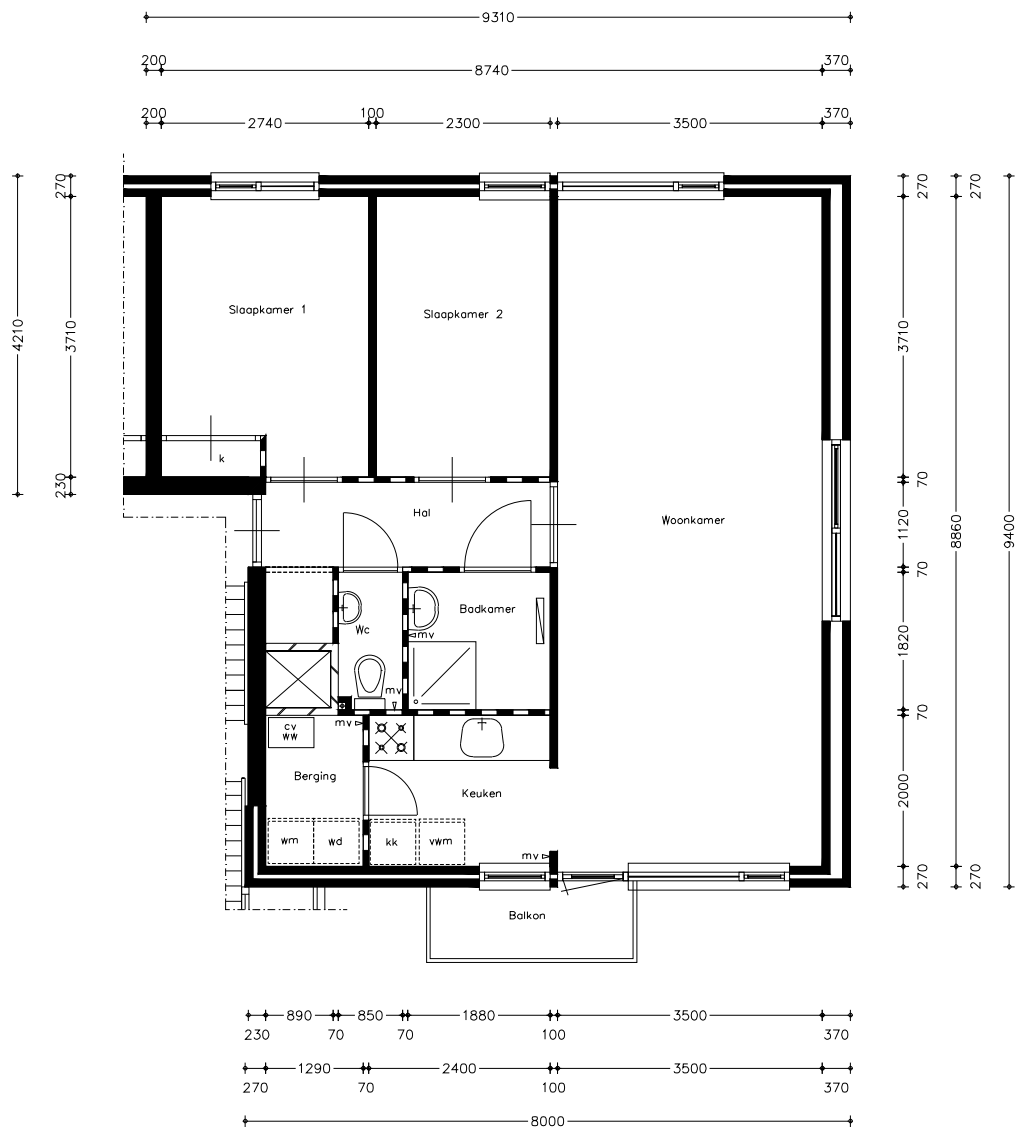 9310
200 8740 370
200 2740 100 2300 3500 370
270 270 270
4210 3710 3710 8860 9400
230 70
1120
70
1820
70
2000
270 270
Slaapkamer 1
Slaapkamer 2
k
Hal
Woonkamer
Wc
Badkamer
mv
mv
mv
cv
ww
Berging
Keuken
wm wd kk vwm
mv
Balkon
890 850 1880 3500
230 70 70 100 370
1290 2400 3500
270 70 100 370
8000